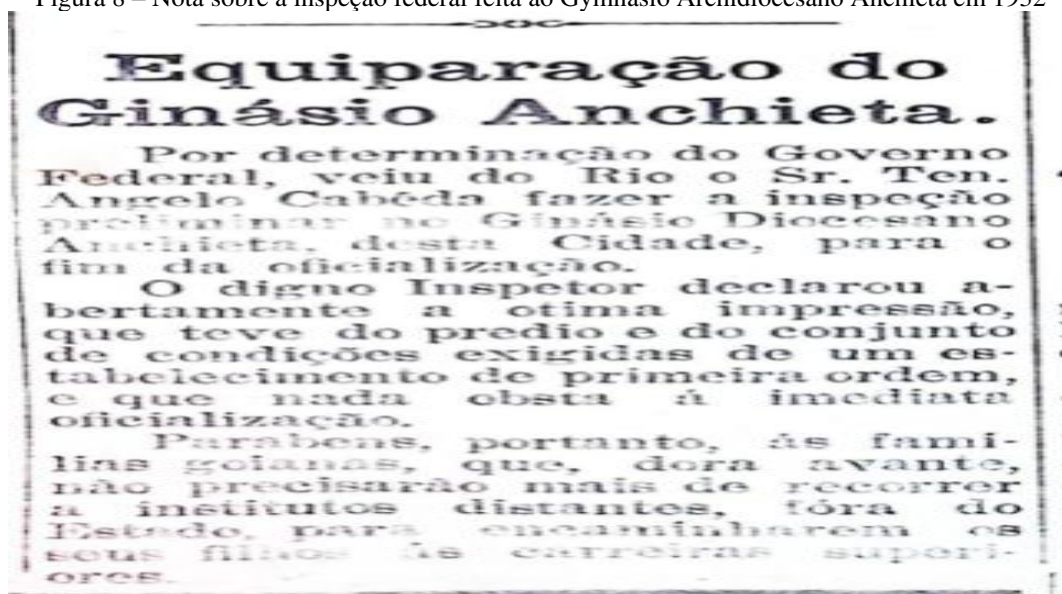 Figura 8 – Nota sobre a inspeção federal feita ao Gymnasio Archidiocesano Anchieta em 1932
Equiparação do
Ginásio Anchieta.
Por determinação do Governo
Federal, veiu do Rio o Sr. Ten.
Angelo Cabéda fazer a inspeção
preliminar no Ginásio Diocesano
Anchieta, desta Cidade, para o
fim da oficialização.
O digno Inspetor declarou a-
bertamente a otima impressão,
que teve do predio e do conjunto
de condições exigidas de um es-
tabelecimento de primeira ordem,
e que nada obsta á imediata
oficialização.
Parabens, portanto, ás fami-
lias goianas, que, dora avante,
não precisarão mais de recorrer
a institutos distantes, fóra do
Estado, para encaminharem os
seus filhos ás carreiras superi-
ores.